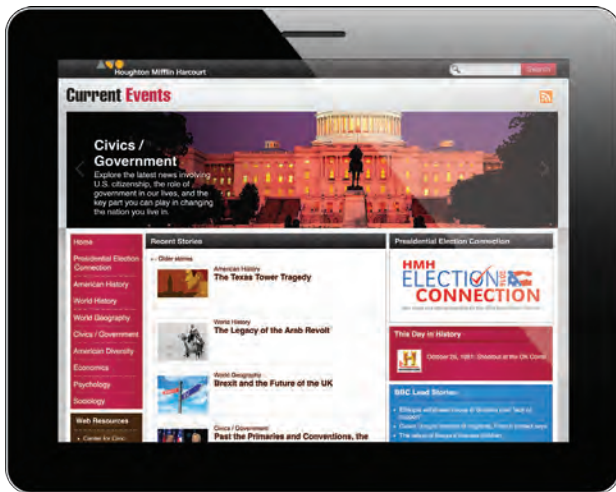 Houghton Mifflin Harcourt
Search
Current Events
Civics /
Government
Explore the latest news involving
U.S. citizenship, the role of
government in our lives, and the
key part you can play in changing
the nation you live in.
Home
Presidential Election
Connection
American History
World History
World Geography
Civics / Government
American Diversity
Economics
Psychology
Sociology
Web Resources
Center for Civic
Recent Stories
Older stories
American History
The Texas Tower Tragedy
World History
The Legacy of the Arab Revolt
World Geography
Brexit and the Future of the UK
Civics / Government
Past the Primaries and Conventions, the
Presidential Election Connection
HMH
ELECTION 2016
CONNECTION
This Day in History
H
October 26, 1881: Shootout at the OK Corral
BBC Lead Stories